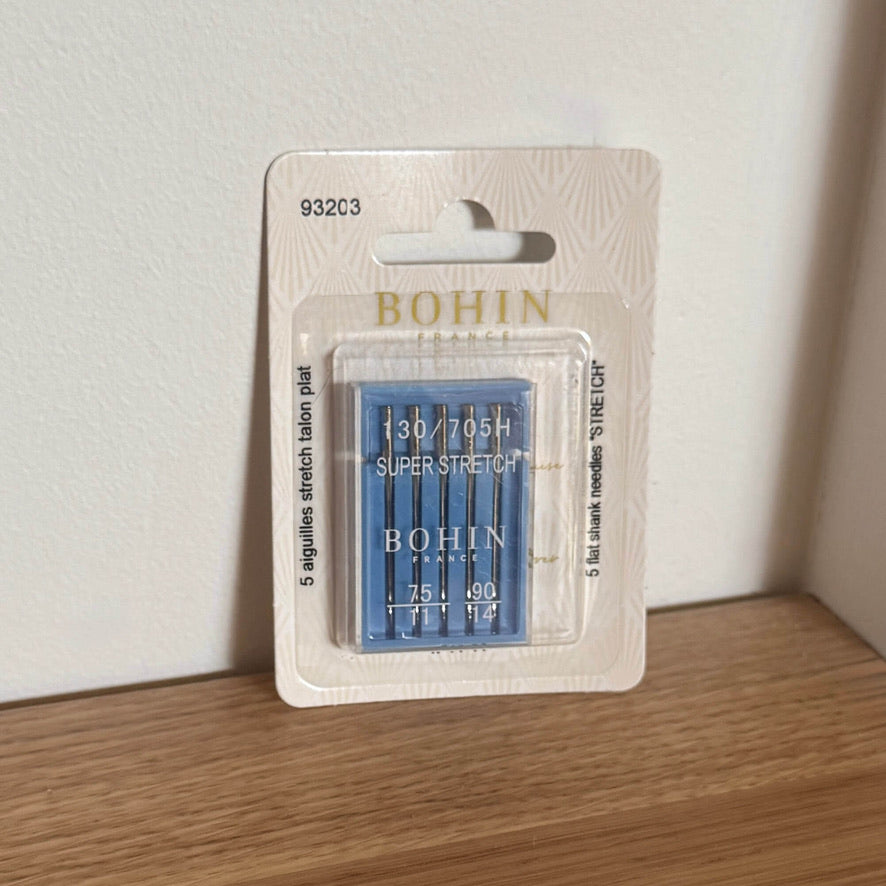 93203
BOHIN
FRANCE
5 aiguilles stretch talon plat
130/705H
SUPER STRETCH
BOHIN
FRANCE
75 90
11 14
5 flat shank needles "STRETCH"